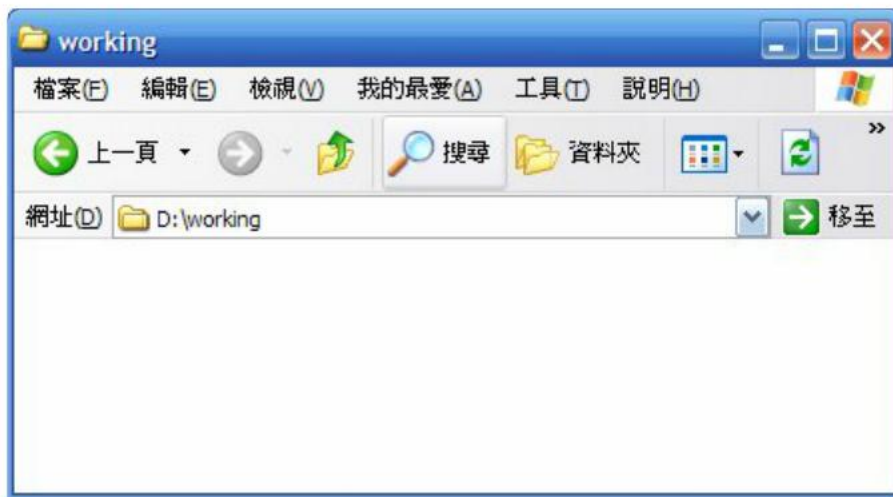 working
檔案(F) 編輯(E) 檢視(V) 我的最愛(A) 工具(T) 說明(H)
上一頁 搜尋 資料夾 »
網址(D) D:\working 移至